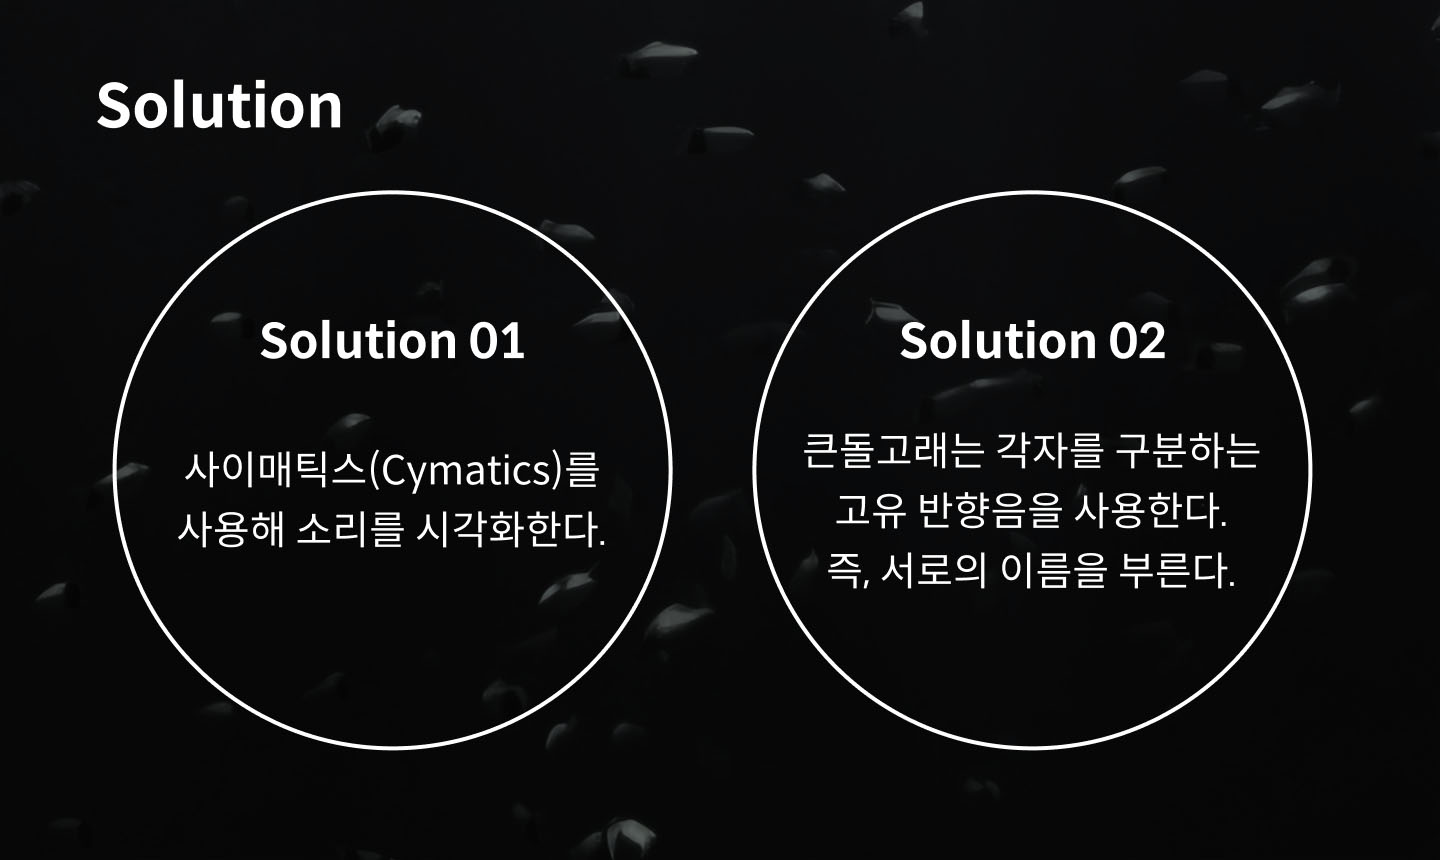 Solution
Solution 01
사이매틱스(Cymatics)를
사용해 소리를 시각화한다.
Solution 02
큰돌고래는 각자를 구분하는
고유 반향음을 사용한다.
즉, 서로의 이름을 부른다.